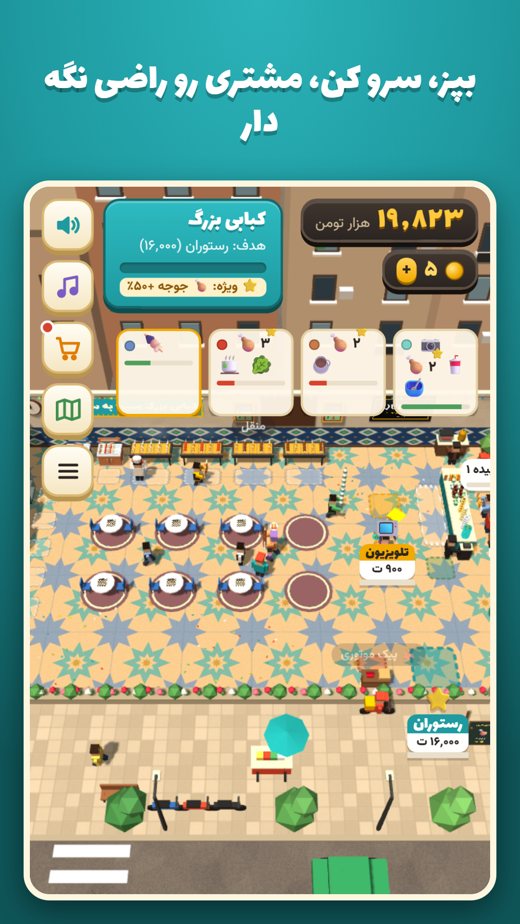 بپز، سرو کن، مشتری رو راضی نگه
دار
کبابی بزرگ
هدف: رستوران (۱۶,۰۰۰)
ویژه: جوجه +۵۰٪
۱۹,۸۲۳ هزار تومن
۵ +
۳
۲
۲
منقل
تلویزیون
۹۰۰ ت
پیک موتوری
رستوران
۱۶,۰۰۰ ت